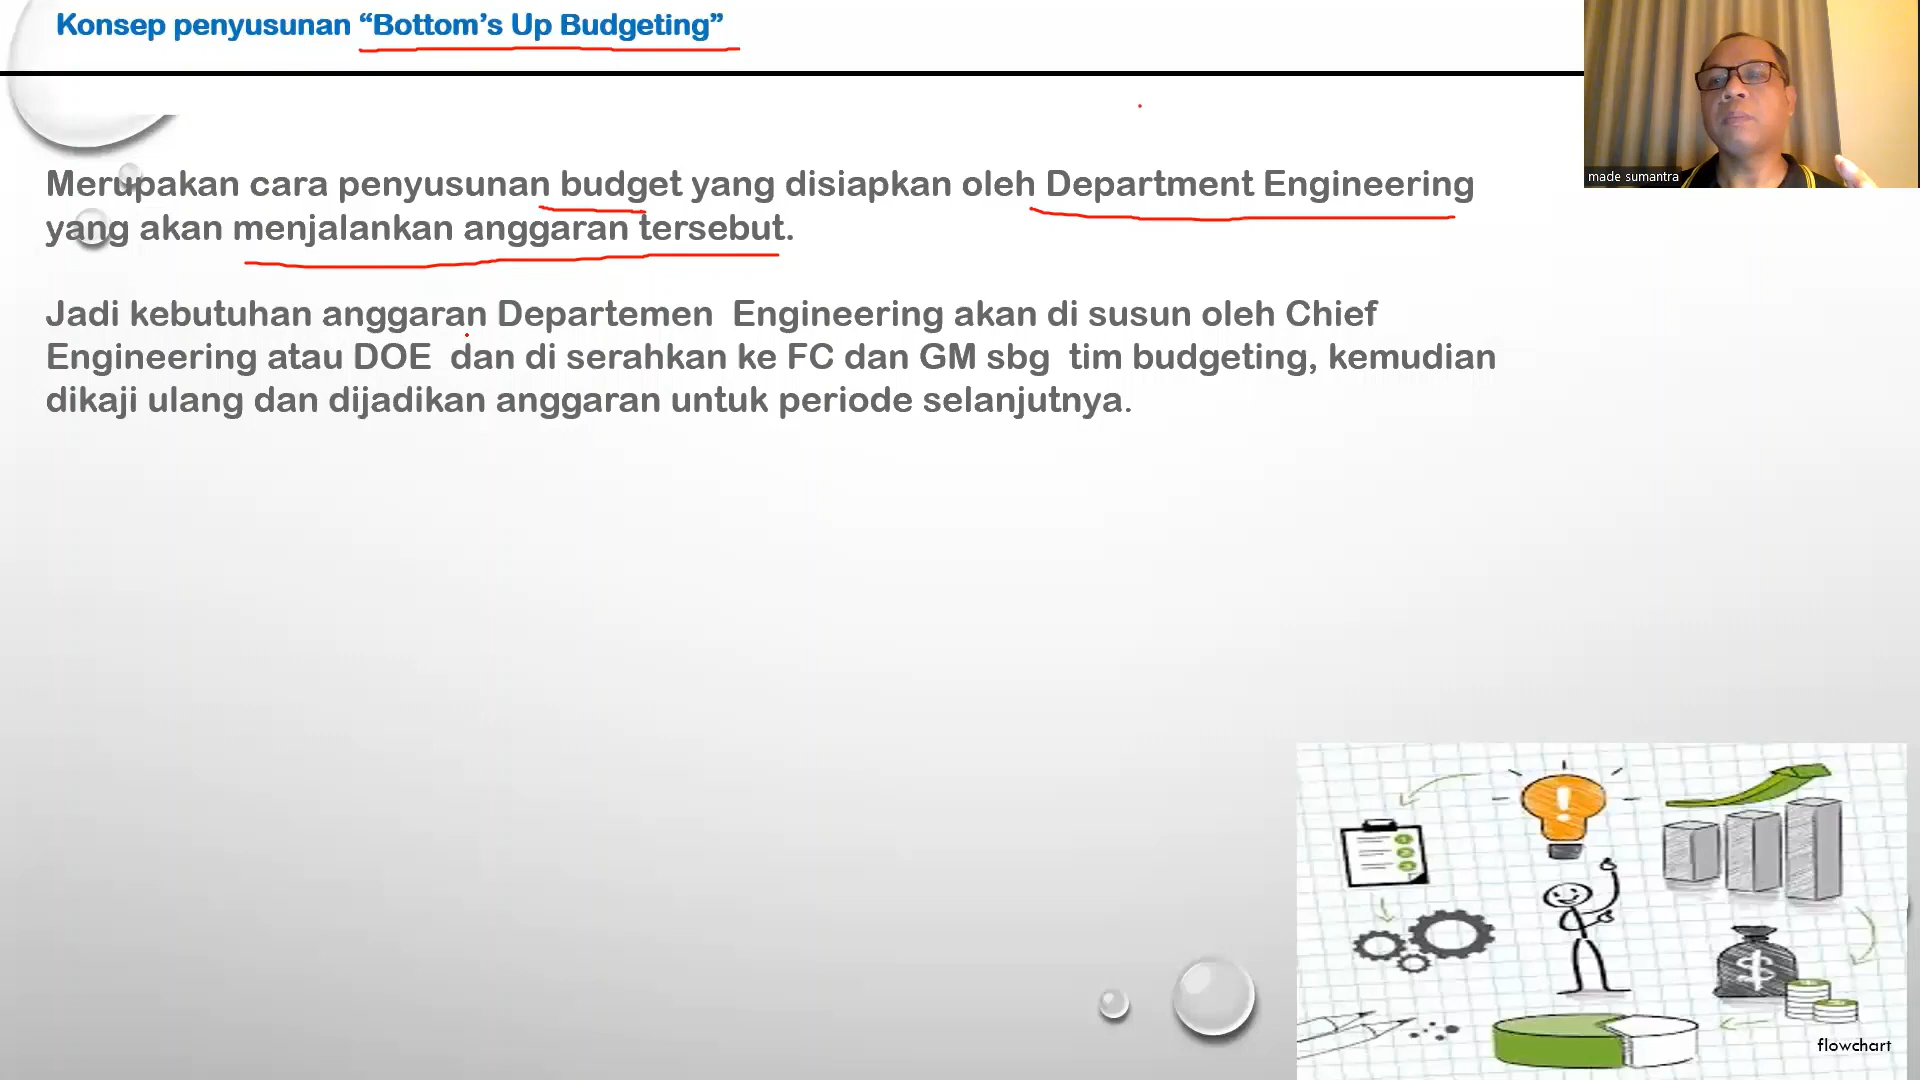 Konsep penyusunan “Bottom’s Up Budgeting”
made sumantra
Merupakan cara penyusunan budget yang disiapkan oleh Department Engineering
yang akan menjalankan anggaran tersebut.
Jadi kebutuhan anggaran Departemen  Engineering akan di susun oleh Chief
Engineering atau DOE  dan di serahkan ke FC dan GM sbg  tim budgeting, kemudian
dikaji ulang dan dijadikan anggaran untuk periode selanjutnya.
!
$
flowchart